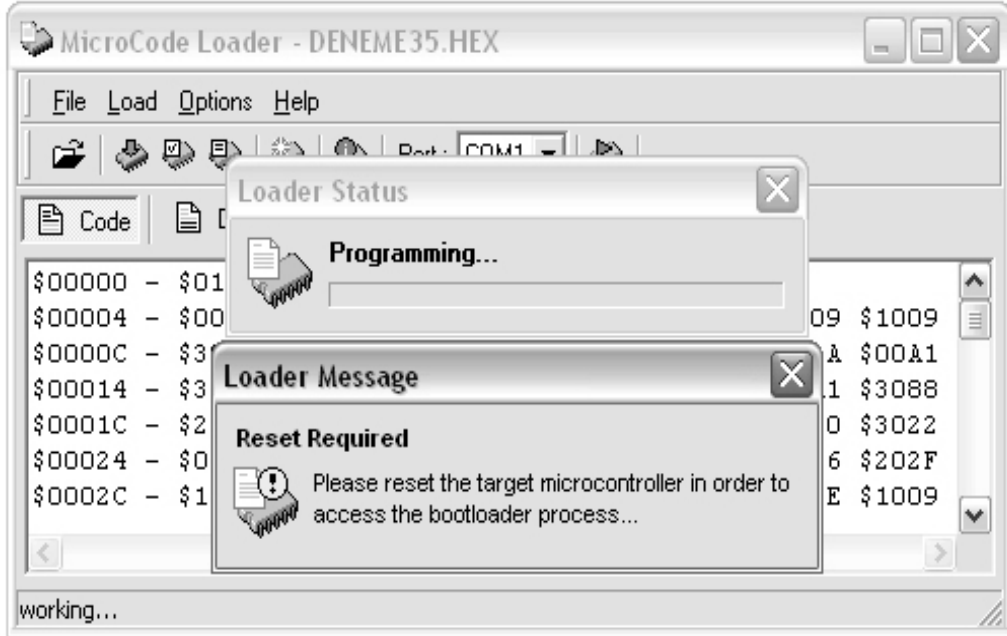 MicroCode Loader - DENEME35.HEX
File Load Options Help
Port: COM1
Loader Status
Code
Programming...
$00000 - $01
$00004 - $00 09 $1009
$0000C - $3 A $00A1
$00014 - $3 1 $3088
$0001C - $2 0 $3022
$00024 - $0 6 $202F
$0002C - $1 E $1009
Loader Message
Reset Required
Please reset the target microcontroller in order to
access the bootloader process...
working...